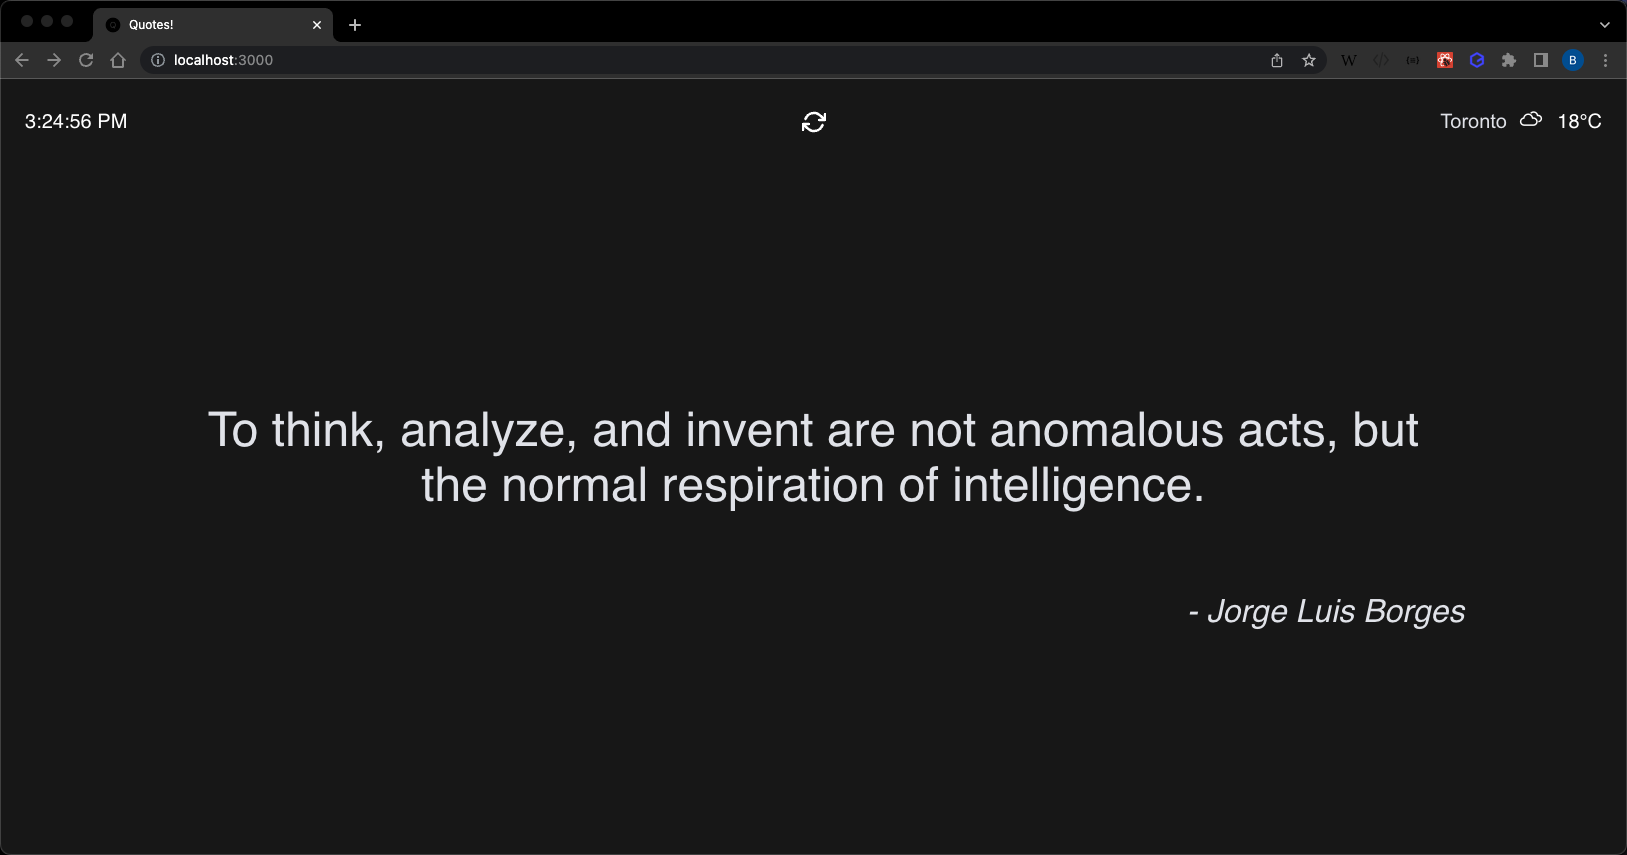 Quotes!
localhost:3000
W
B
3:24:56 PM
Toronto 18°C
To think, analyze, and invent are not anomalous acts, but
the normal respiration of intelligence.
- Jorge Luis Borges